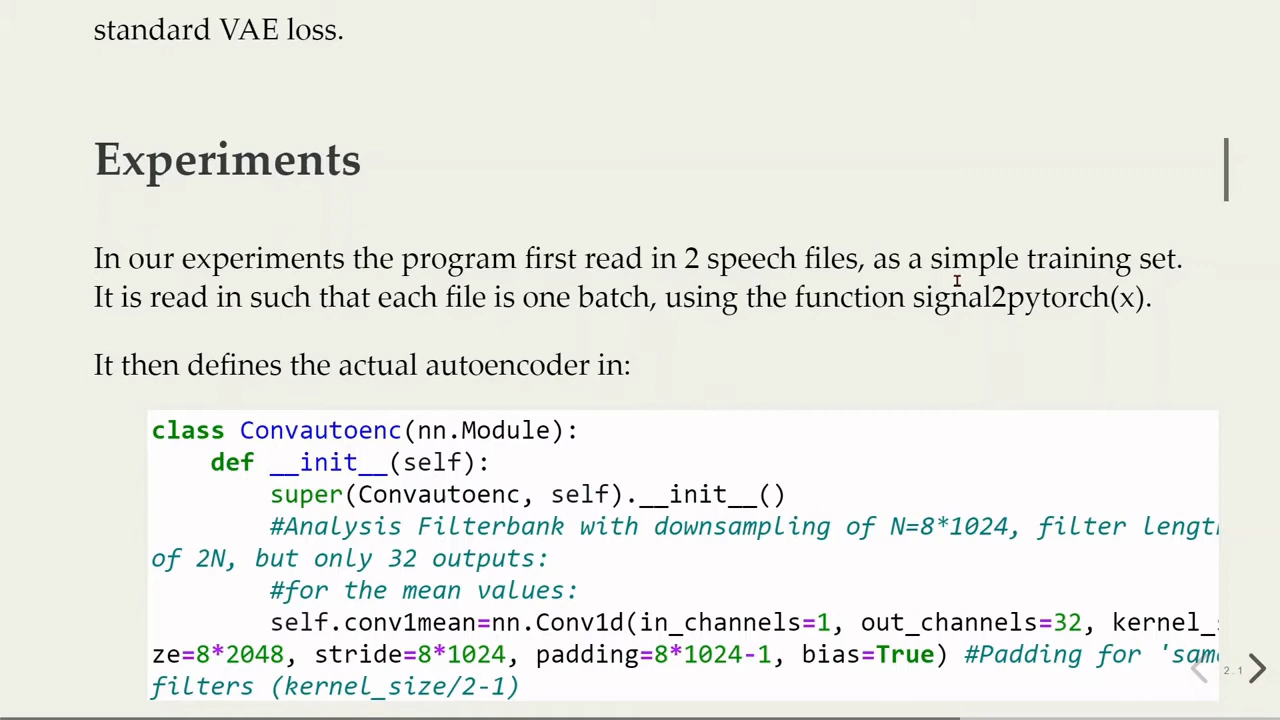 standard VAE loss.
Experiments
In our experiments the program first read in 2 speech files, as a simple training set.
It is read in such that each file is one batch, using the function signal2pytorch(x).
It then defines the actual autoencoder in:
class Convautoenc(nn.Module):
def __init__(self):
super(Convautoenc, self).__init__()
#Analysis Filterbank with downsampling of N=8*1024, filter lengt
of 2N, but only 32 outputs:
#for the mean values:
self.conv1mean=nn.Conv1d(in_channels=1, out_channels=32, kernel_s
ze=8*2048, stride=8*1024, padding=8*1024-1, bias=True) #Padding for 'sam
filters (kernel_size/2-1)
2.1